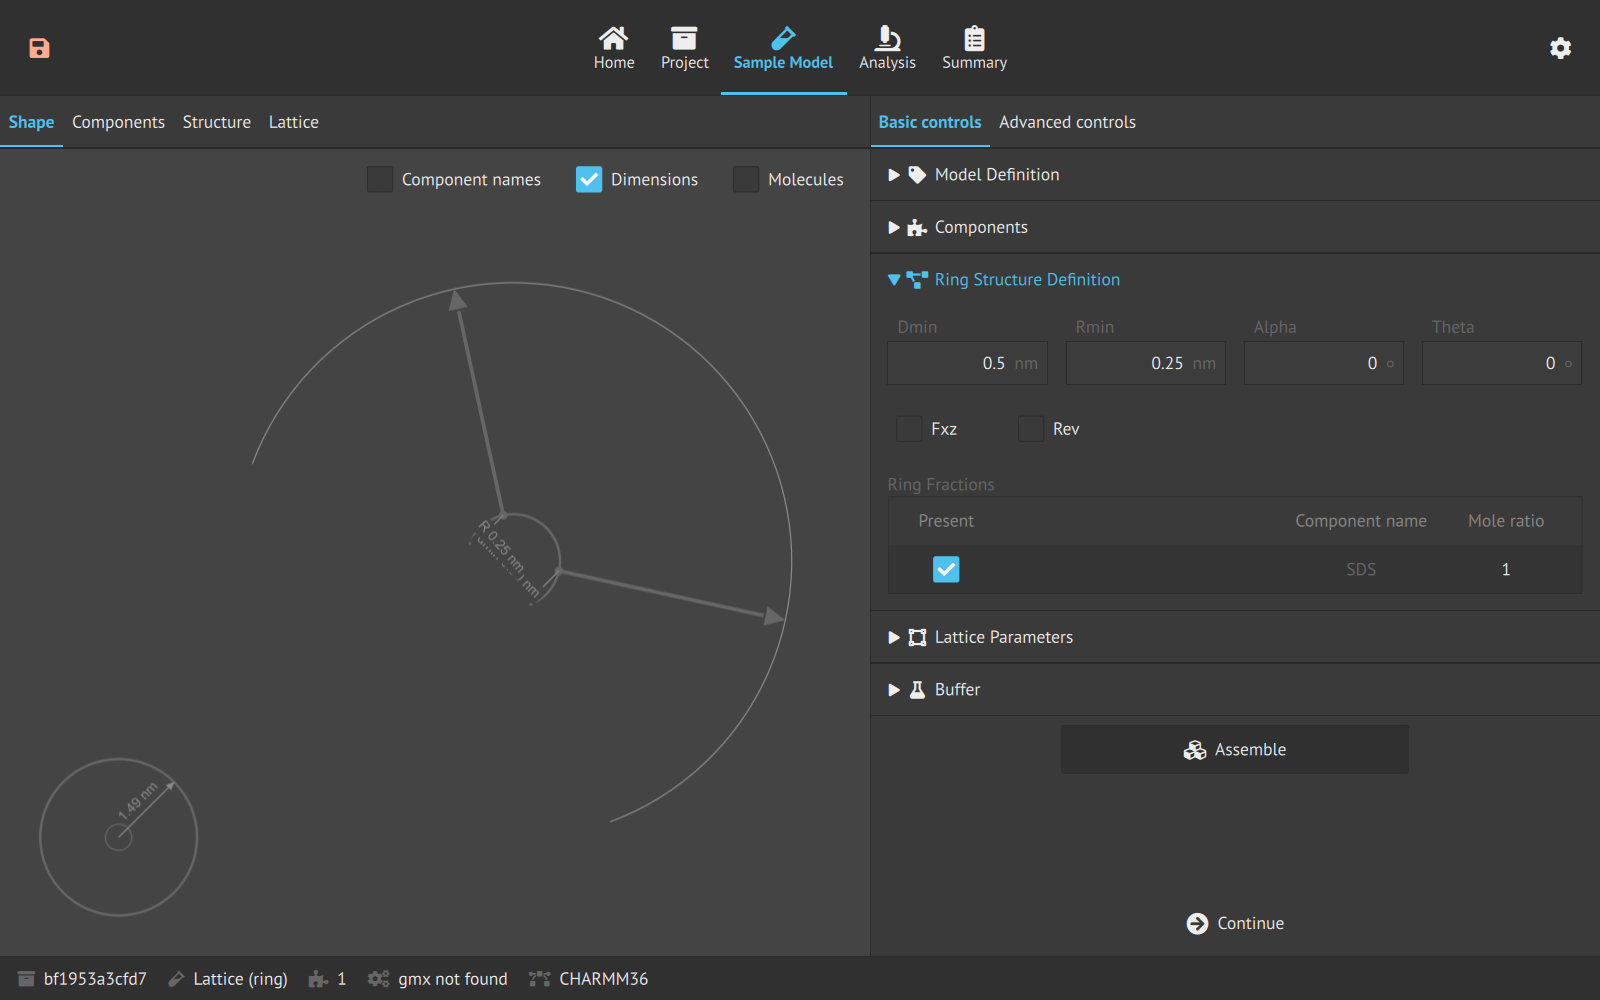 Home Project Sample Model Analysis Summary
Shape Components Structure Lattice
Component names Dimensions Molecules
R 0.25 nm
nm
1.49 nm
Basic controls Advanced controls
Model Definition
Components
Ring Structure Definition
Dmin Rmin Alpha Theta
0.5 nm 0.25 nm 0 ° 0 °
Fxz Rev
Ring Fractions
Present Component name Mole ratio
SDS 1
Lattice Parameters
Buffer
Assemble
Continue
bf1953a3cfd7 Lattice (ring) 1 gmx not found CHARMM36